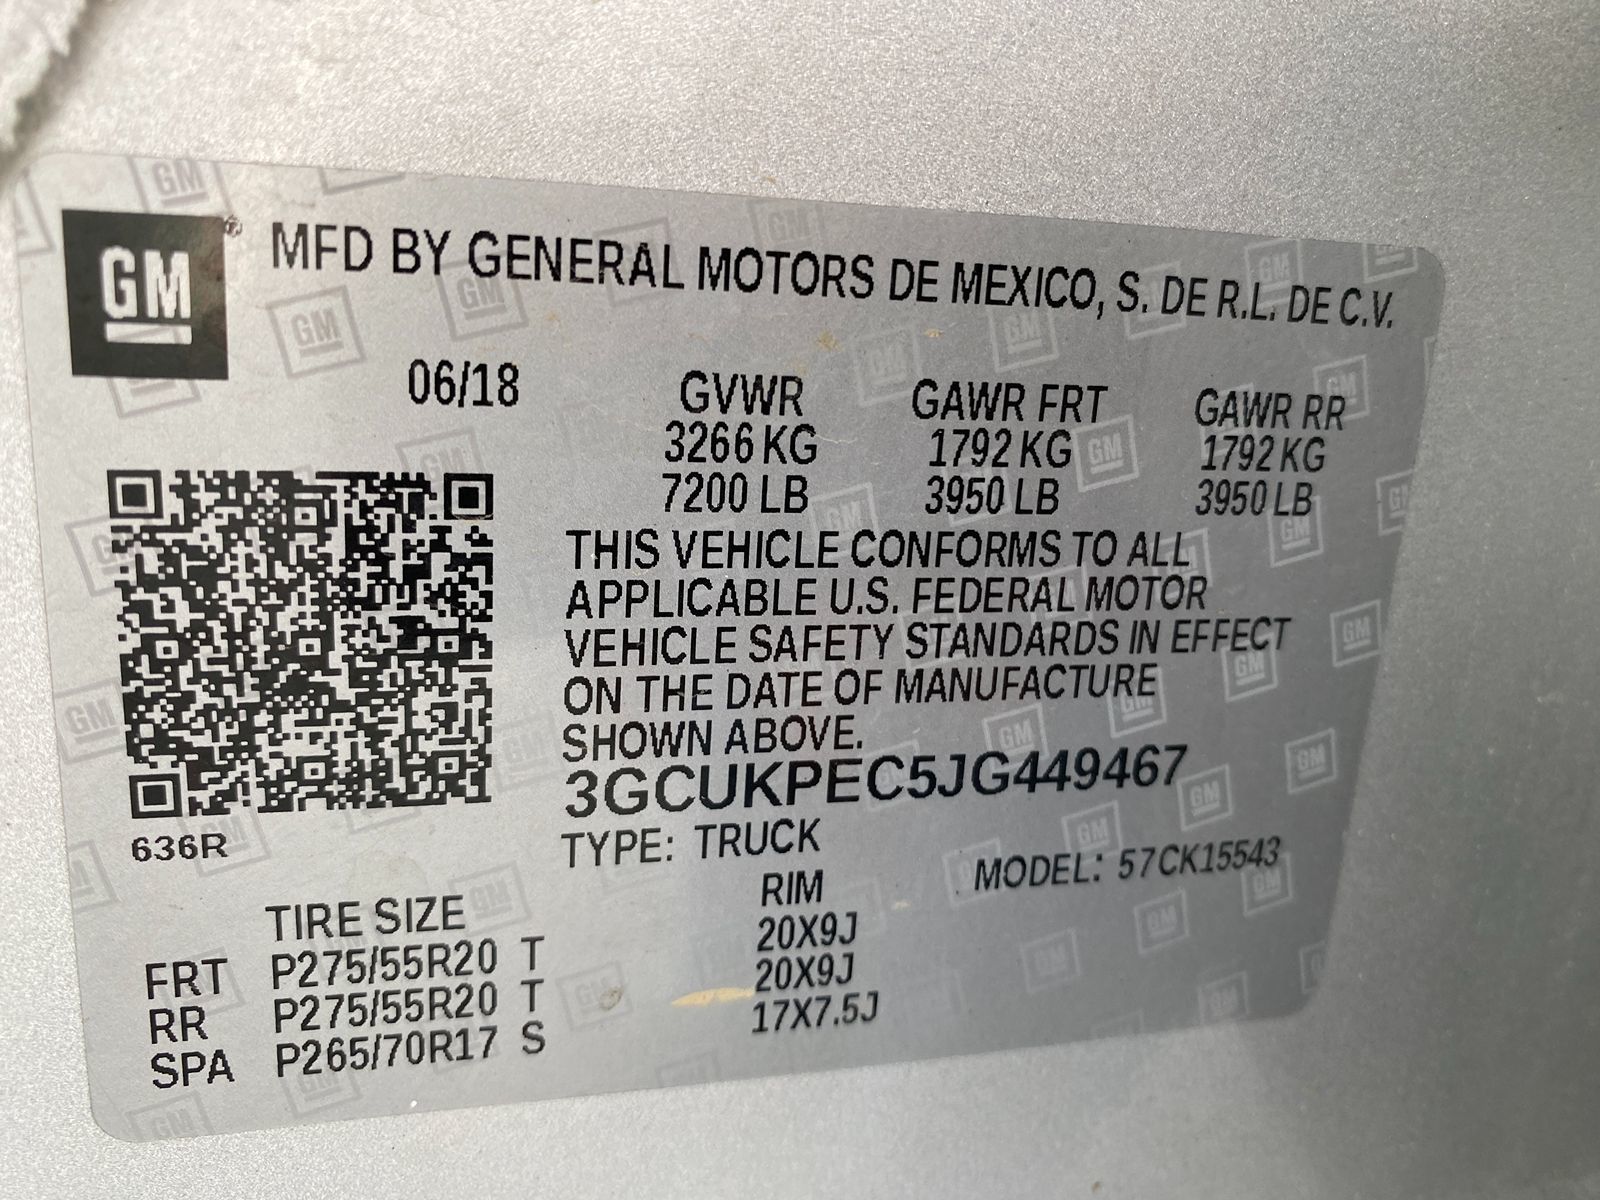 GM® MFD BY GENERAL MOTORS DE MEXICO, S. DE R.L. DE C.V.
06/18 GVWR GAWR FRT GAWR RR
3266 KG 1792 KG 1792 KG
7200 LB 3950 LB 3950 LB
THIS VEHICLE CONFORMS TO ALL
APPLICABLE U.S. FEDERAL MOTOR
VEHICLE SAFETY STANDARDS IN EFFECT
ON THE DATE OF MANUFACTURE
SHOWN ABOVE.
3GCUKPEC5JG449467
636R
TYPE: TRUCK MODEL: 57CK15543
TIRE SIZE RIM
FRT P275/55R20 T 20X9J
RR P275/55R20 T 20X9J
SPA P265/70R17 S 17X7.5J